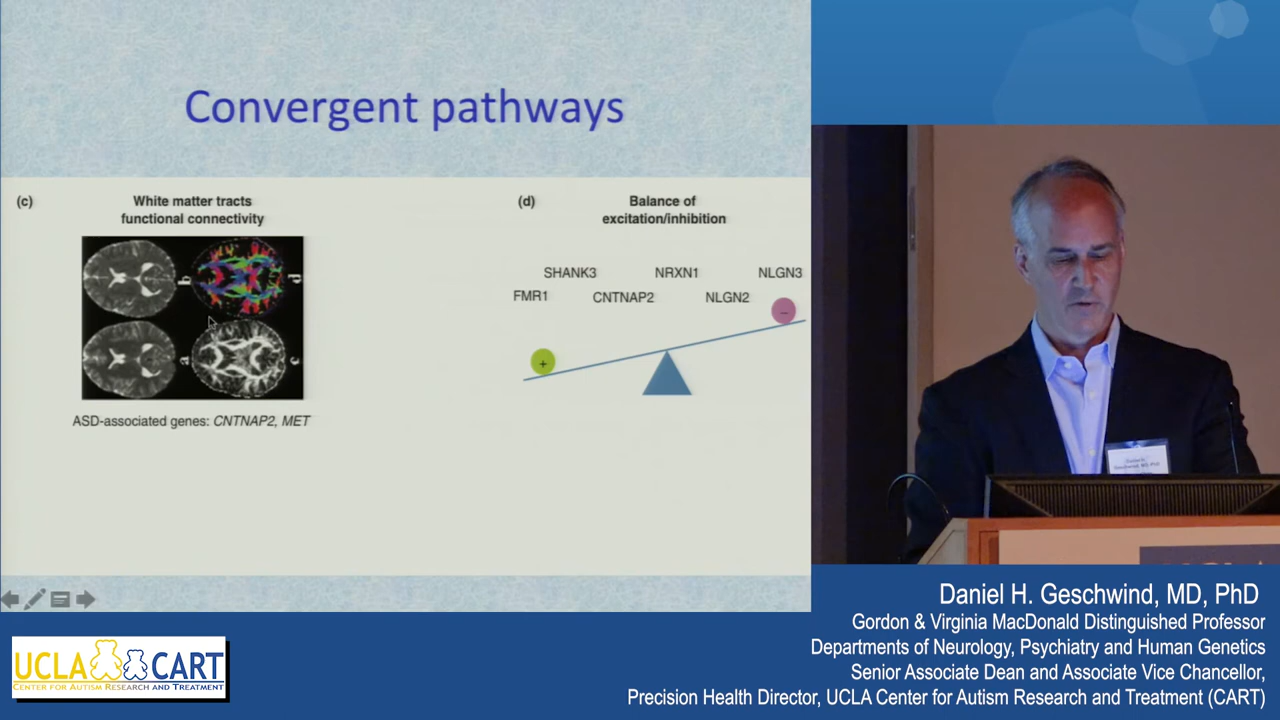 Convergent pathways
(c)
White matter tracts
functional connectivity
b
d
a
c
ASD-associated genes: CNTNAP2, MET
(d)
Balance of
excitation/inhibition
SHANK3 NRXN1 NLGN3
FMR1 CNTNAP2 NLGN2
+
−
Geschwind, MD, PhD
UCLA CART
CENTER FOR AUTISM RESEARCH AND TREATMENT
Daniel H. Geschwind, MD, PhD
Gordon & Virginia MacDonald Distinguished Professor
Departments of Neurology, Psychiatry and Human Genetics
Senior Associate Dean and Associate Vice Chancellor,
Precision Health Director, UCLA Center for Autism Research and Treatment (CART)